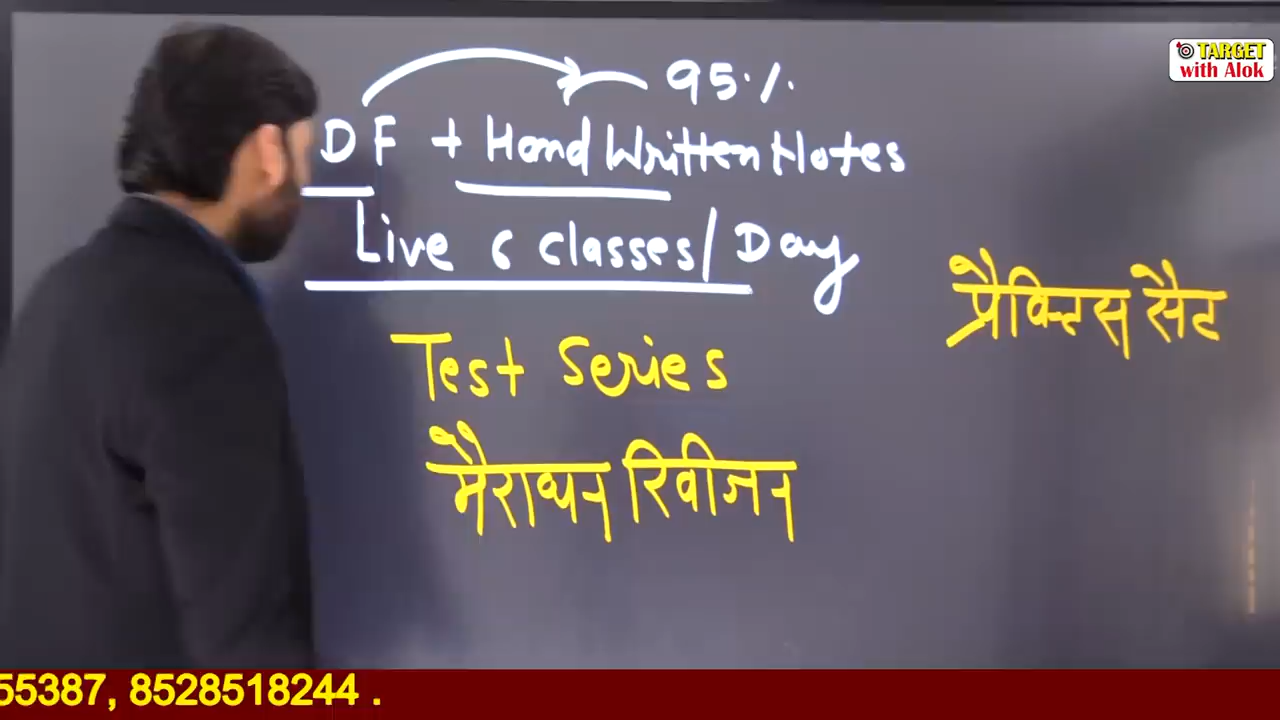 TARGET
with Alok
95%
DF + Hand Written Notes
Live 6 classes/Day
प्रैक्टिस सैट
Test Series
मैराथन रिवीजन
55387, 8528518244 .